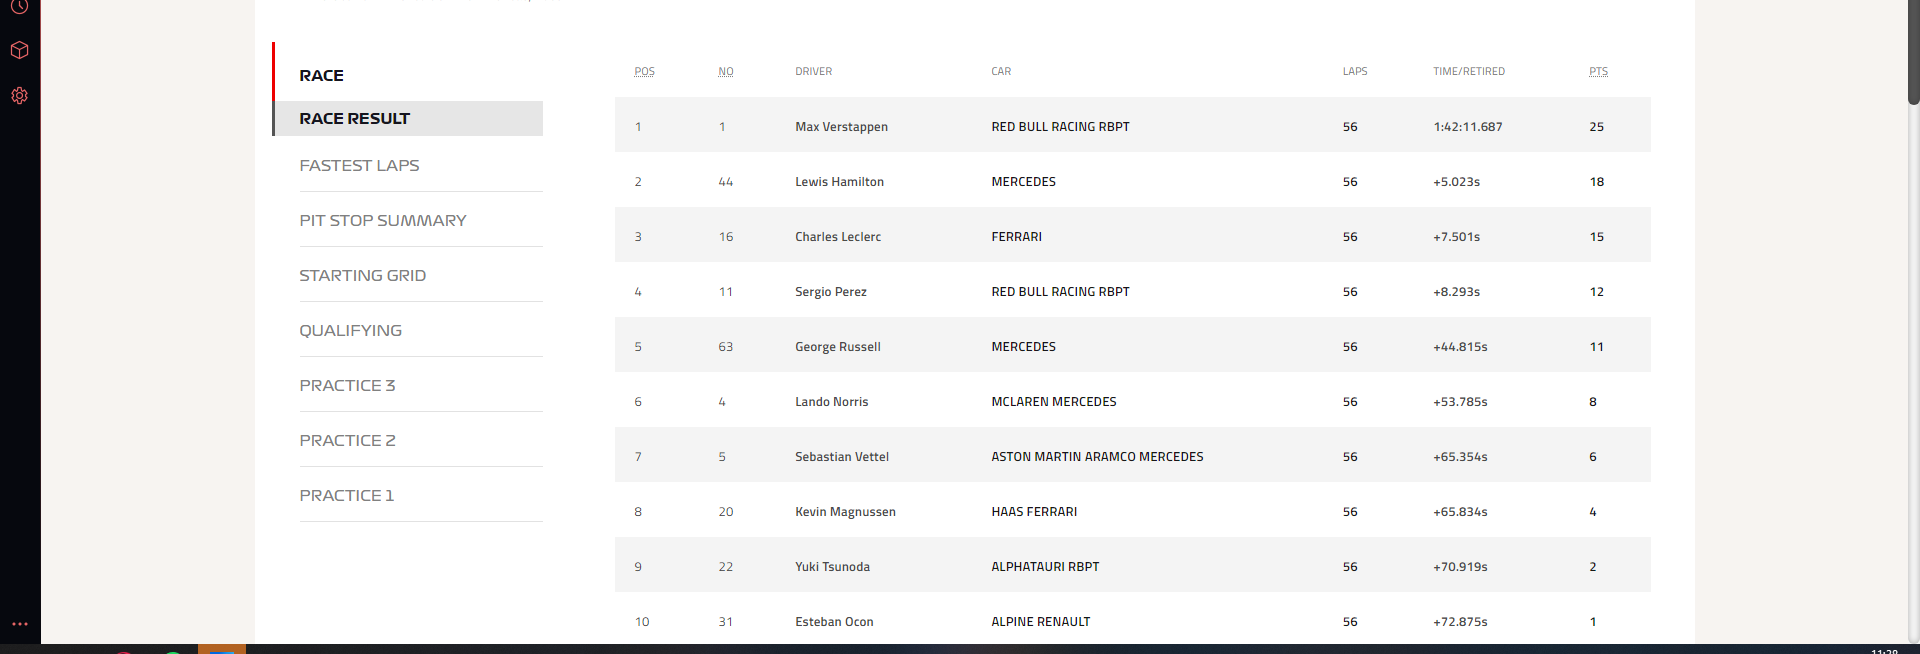 RACE
RACE RESULT
FASTEST LAPS
PIT STOP SUMMARY
STARTING GRID
QUALIFYING
PRACTICE 3
PRACTICE 2
PRACTICE 1
POS NO DRIVER CAR LAPS TIME/RETIRED PTS
1 1 Max Verstappen RED BULL RACING RBPT 56 1:42:11.687 25
2 44 Lewis Hamilton MERCEDES 56 +5.023s 18
3 16 Charles Leclerc FERRARI 56 +7.501s 15
4 11 Sergio Perez RED BULL RACING RBPT 56 +8.293s 12
5 63 George Russell MERCEDES 56 +44.815s 11
6 4 Lando Norris MCLAREN MERCEDES 56 +53.785s 8
7 5 Sebastian Vettel ASTON MARTIN ARAMCO MERCEDES 56 +65.354s 6
8 20 Kevin Magnussen HAAS FERRARI 56 +65.834s 4
9 22 Yuki Tsunoda ALPHATAURI RBPT 56 +70.919s 2
10 31 Esteban Ocon ALPINE RENAULT 56 +72.875s 1